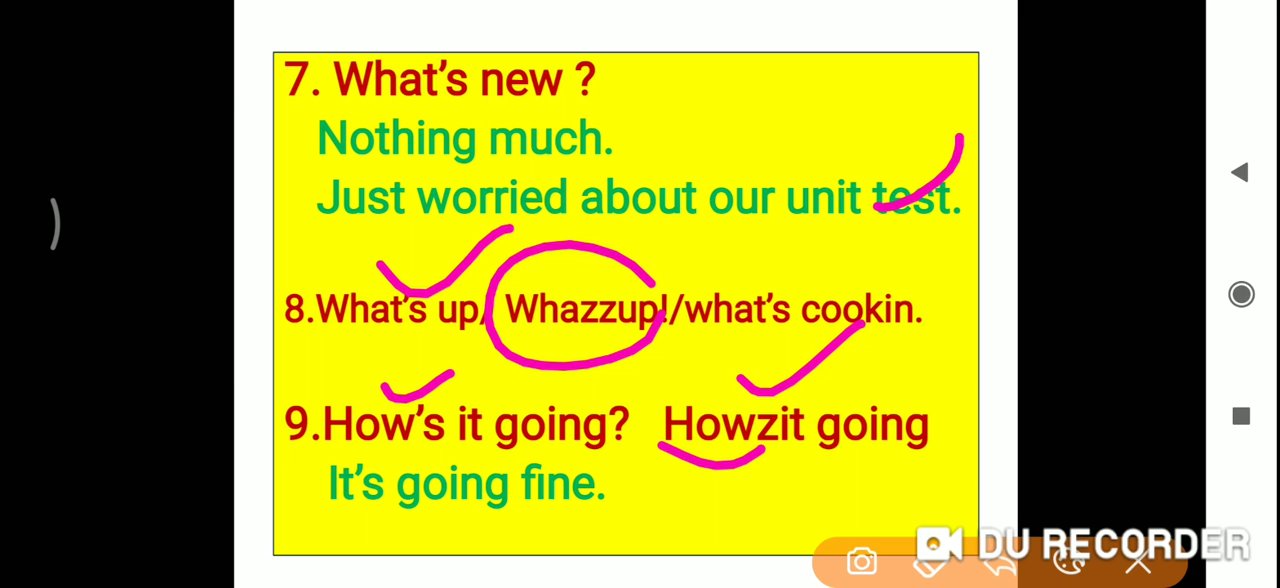 7. What's new ?
Nothing much.
Just worried about our unit test.
8.What's up/ Whazzup!/what's cookin.
9.How's it going? Howzit going
It's going fine.
DU RECORDER